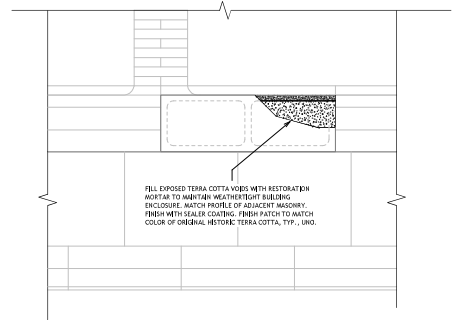 FILL EXPOSED TERRA COTTA VOIDS WITH RESTORATION
MORTAR TO MAINTAIN WEATHERTIGHT BUILDING
ENCLOSURE. MATCH PROFILE OF ADJACENT MASONRY.
FINISH WITH SEALER COATING. FINISH PATCH TO MATCH
COLOR OF ORIGINAL HISTORIC TERRA COTTA, TYP., UNO.